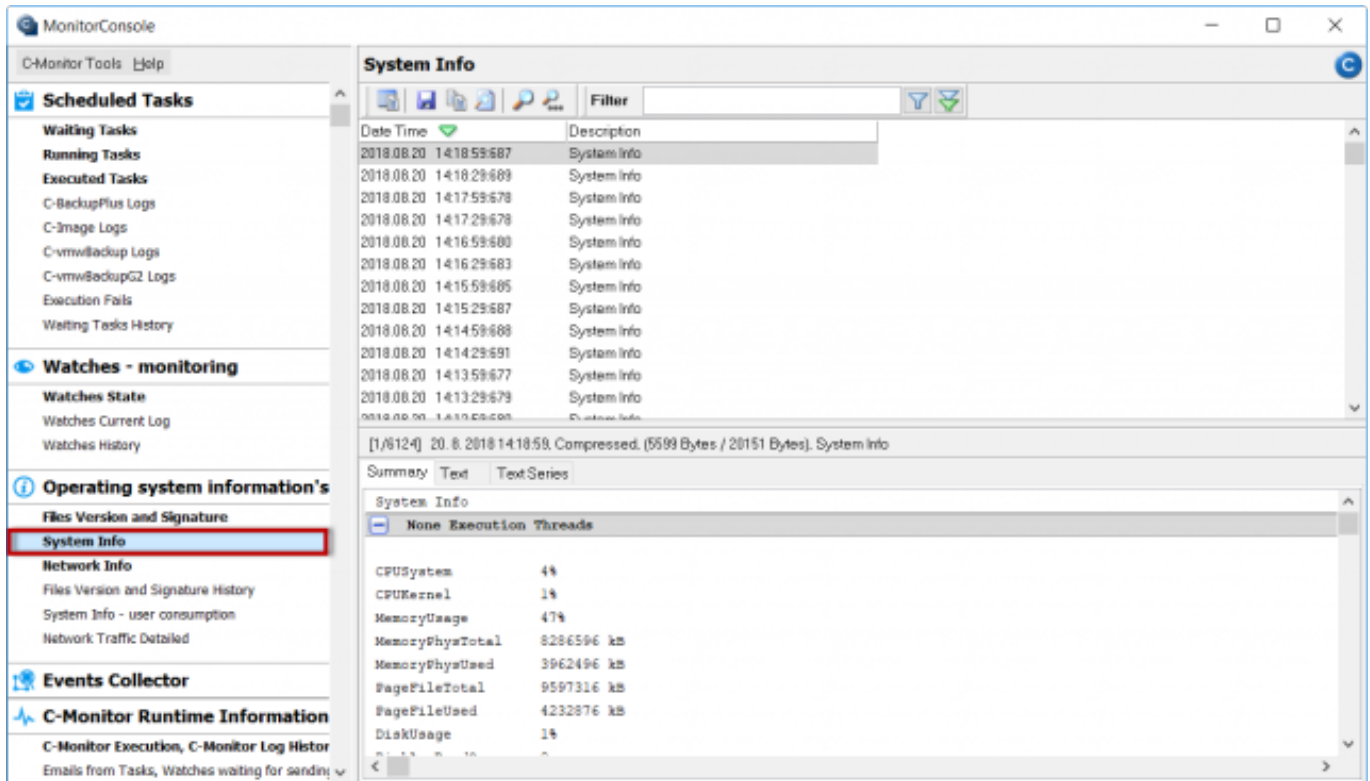 MonitorConsole
C-Monitor Tools Help
Scheduled Tasks
Waiting Tasks
Running Tasks
Executed Tasks
C-BackupPlus Logs
C-Image Logs
C-vmwBackup Logs
C-vmwBackupG2 Logs
Execution Fails
Waiting Tasks History
Watches - monitoring
Watches State
Watches Current Log
Watches History
Operating system information's
Files Version and Signature
System Info
Network Info
Files Version and Signature History
System Info - user consumption
Network Traffic Detailed
Events Collector
C-Monitor Runtime Information
C-Monitor Execution, C-Monitor Log Histor
Emails from Tasks, Watches waiting for sending
System Info
Filter
Date Time Description
2018.08.20 14:18:59:687 System Info
2018.08.20 14:18:29:689 System Info
2018.08.20 14:17:59:678 System Info
2018.08.20 14:17:29:678 System Info
2018.08.20 14:16:59:680 System Info
2018.08.20 14:16:29:683 System Info
2018.08.20 14:15:59:685 System Info
2018.08.20 14:15:29:687 System Info
2018.08.20 14:14:59:688 System Info
2018.08.20 14:14:29:691 System Info
2018.08.20 14:13:59:677 System Info
2018.08.20 14:13:29:679 System Info
[1/6124] 20. 8. 2018 14:18:59, Compressed, (5599 Bytes / 20151 Bytes), System Info
Summary Text Text Series
System Info
None Execution Threads
CPUSystem 4%
CPUKernel 1%
MemoryUsage 47%
MemoryPhysTotal 8286596 kB
MemoryPhysUsed 3962496 kB
PageFileTotal 9597316 kB
PageFileUsed 4232876 kB
DiskUsage 1%